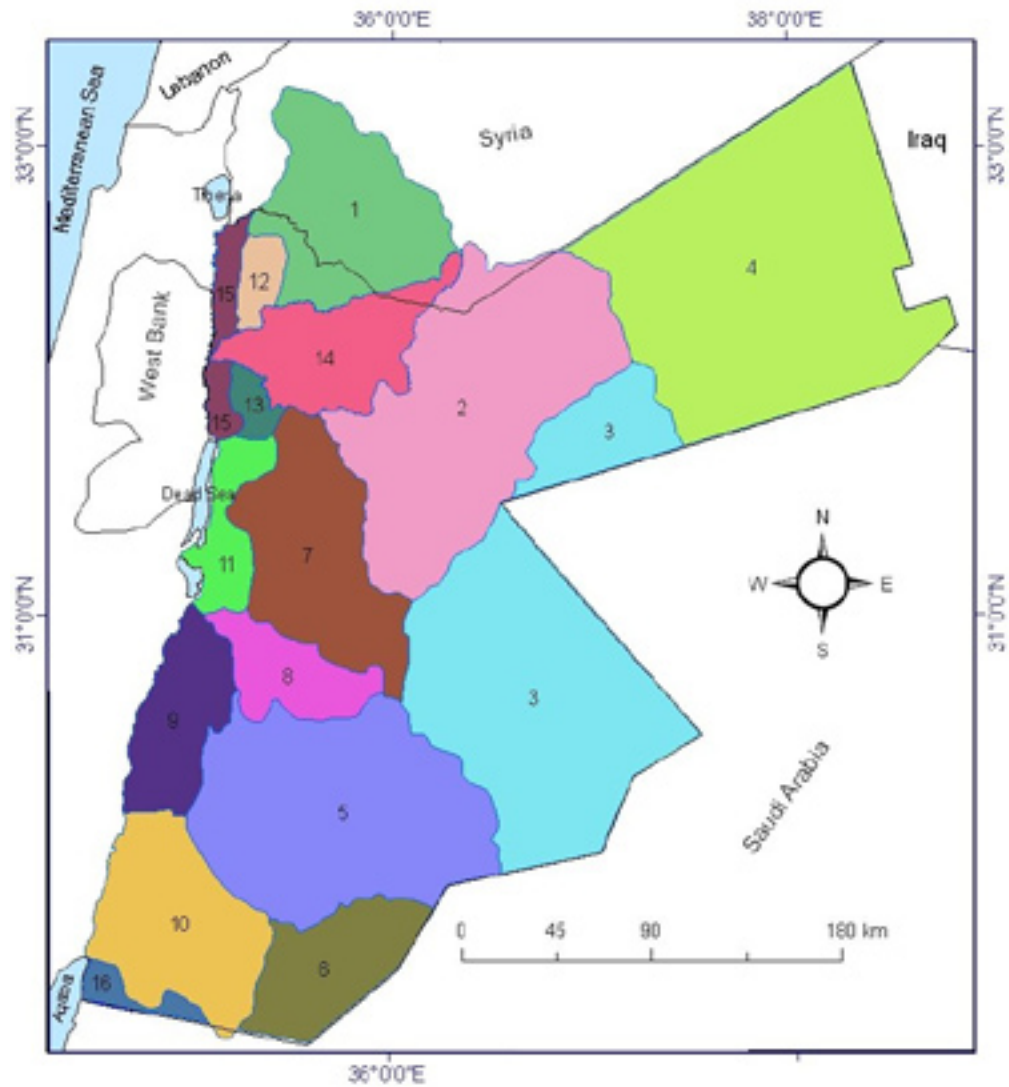 36°0'0"E
38°0'0"E
33°0'0"N
33°0'0"N
31°0'0"N
31°0'0"N
36°0'0"E
Mediterranean Sea
Lebanon
Syria
Iraq
West Bank
Dead Sea
Saudi Arabia
Aqaba
1
2
3
3
4
5
6
7
8
9
10
11
12
13
14
15
15
16
N
W
E
S
0
45
90
180 km